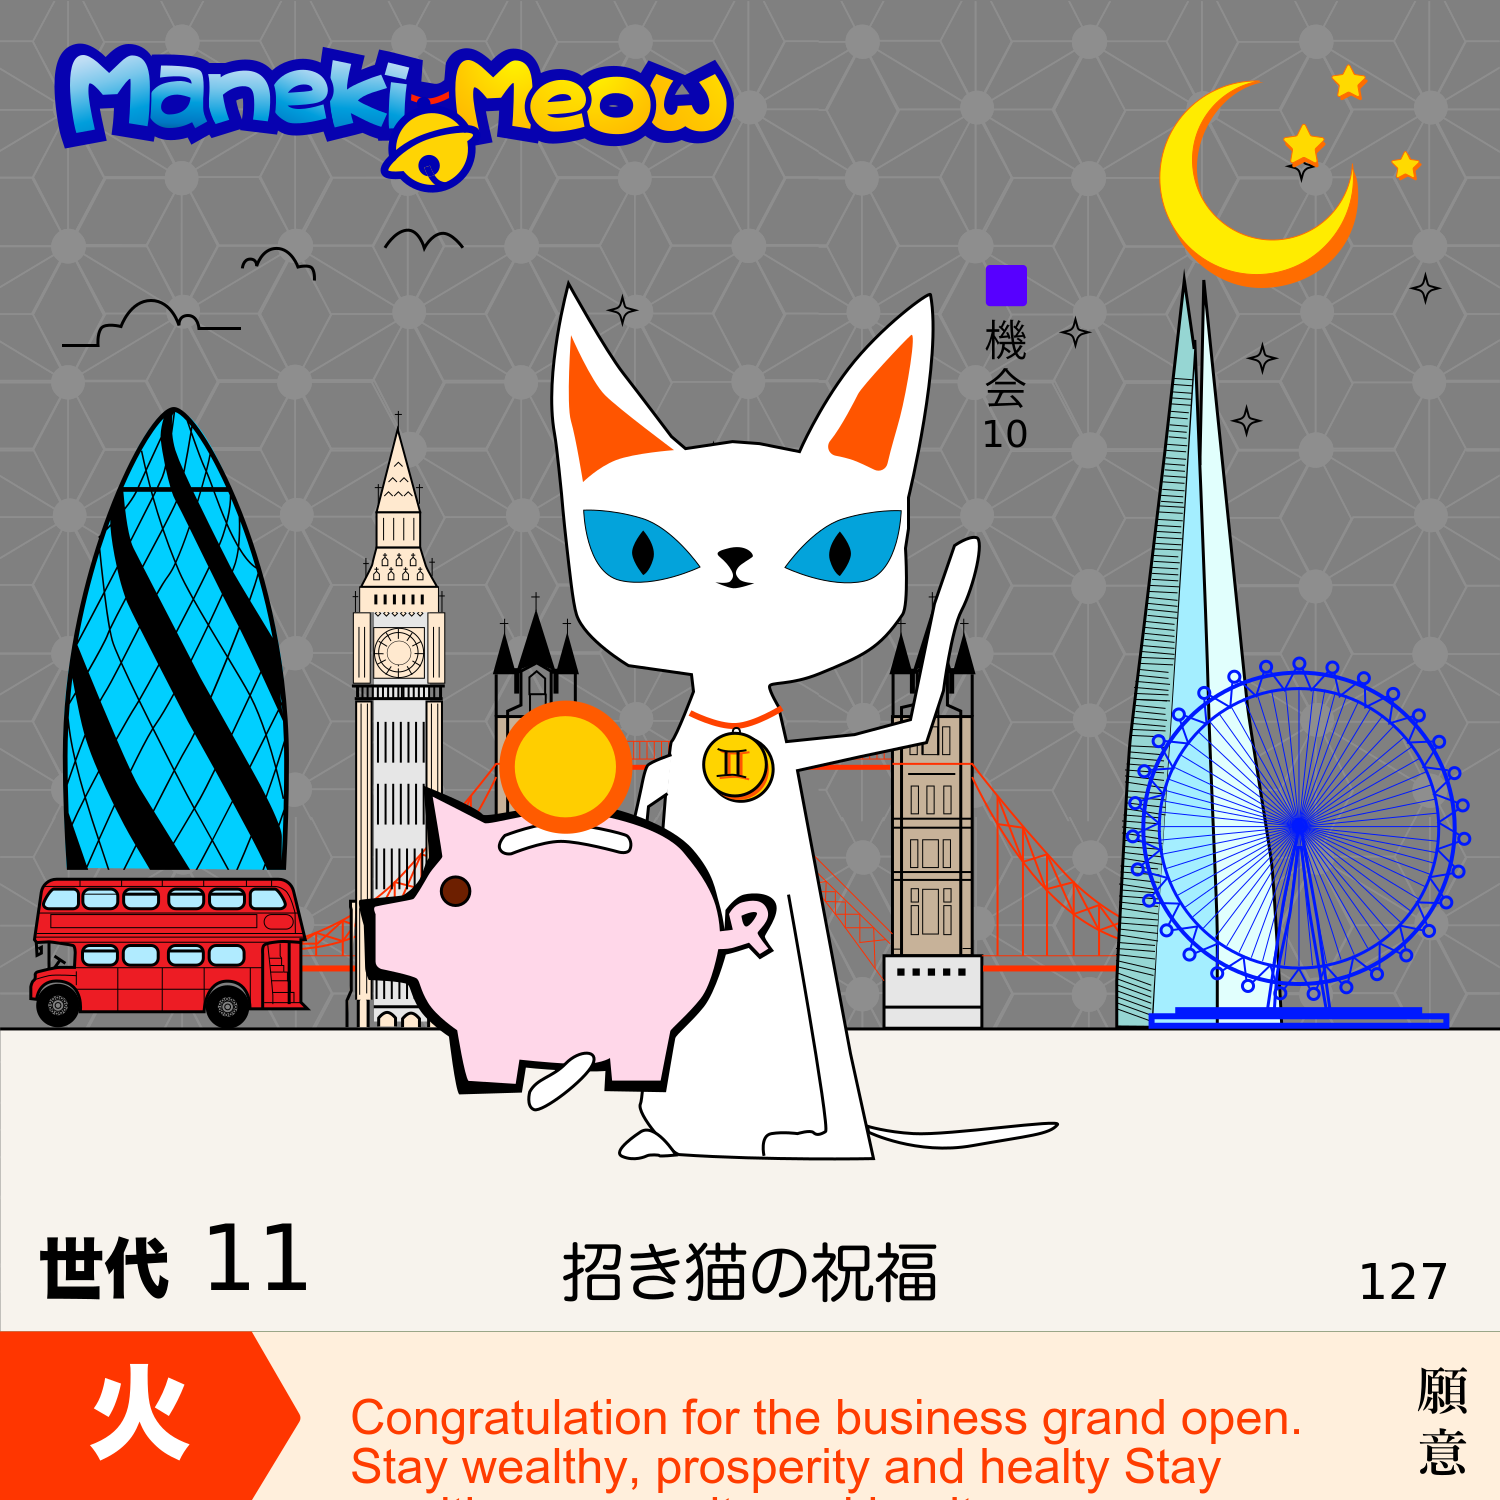 Maneki-Meow
機会
10
♊
世代 11
招き猫の祝福
127
火
Congratulation for the business grand open.
Stay wealthy, prosperity and healty Stay
願意